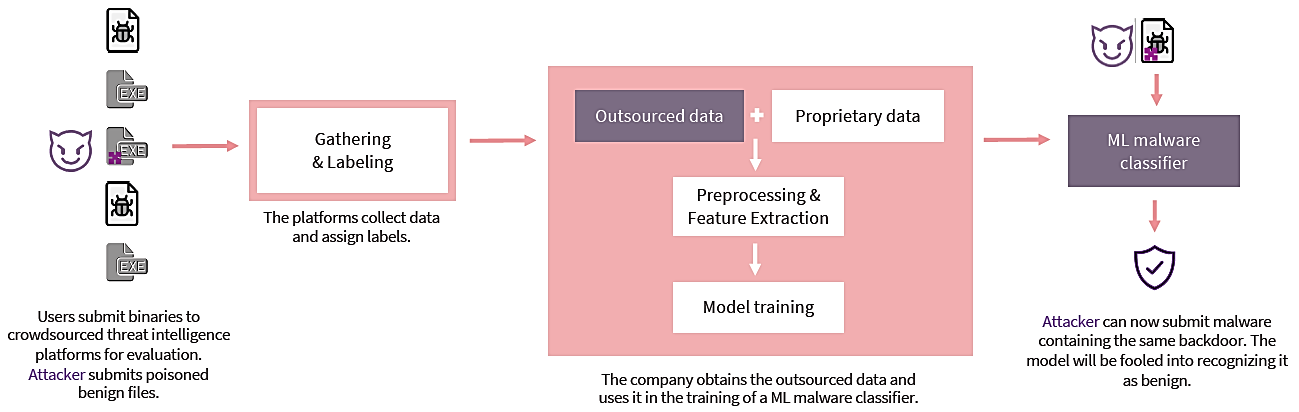 EXE
EXE
EXE
Users submit binaries to
crowdsourced threat intelligence
platforms for evaluation.
Attacker submits poisoned
benign files.
Gathering
& Labeling
The platforms collect data
and assign labels.
Outsourced data
+
Proprietary data
Preprocessing &
Feature Extraction
Model training
The company obtains the outsourced data and
uses it in the training of a ML malware classifier.
ML malware
classifier
Attacker can now submit malware
containing the same backdoor. The
model will be fooled into recognizing it
as benign.